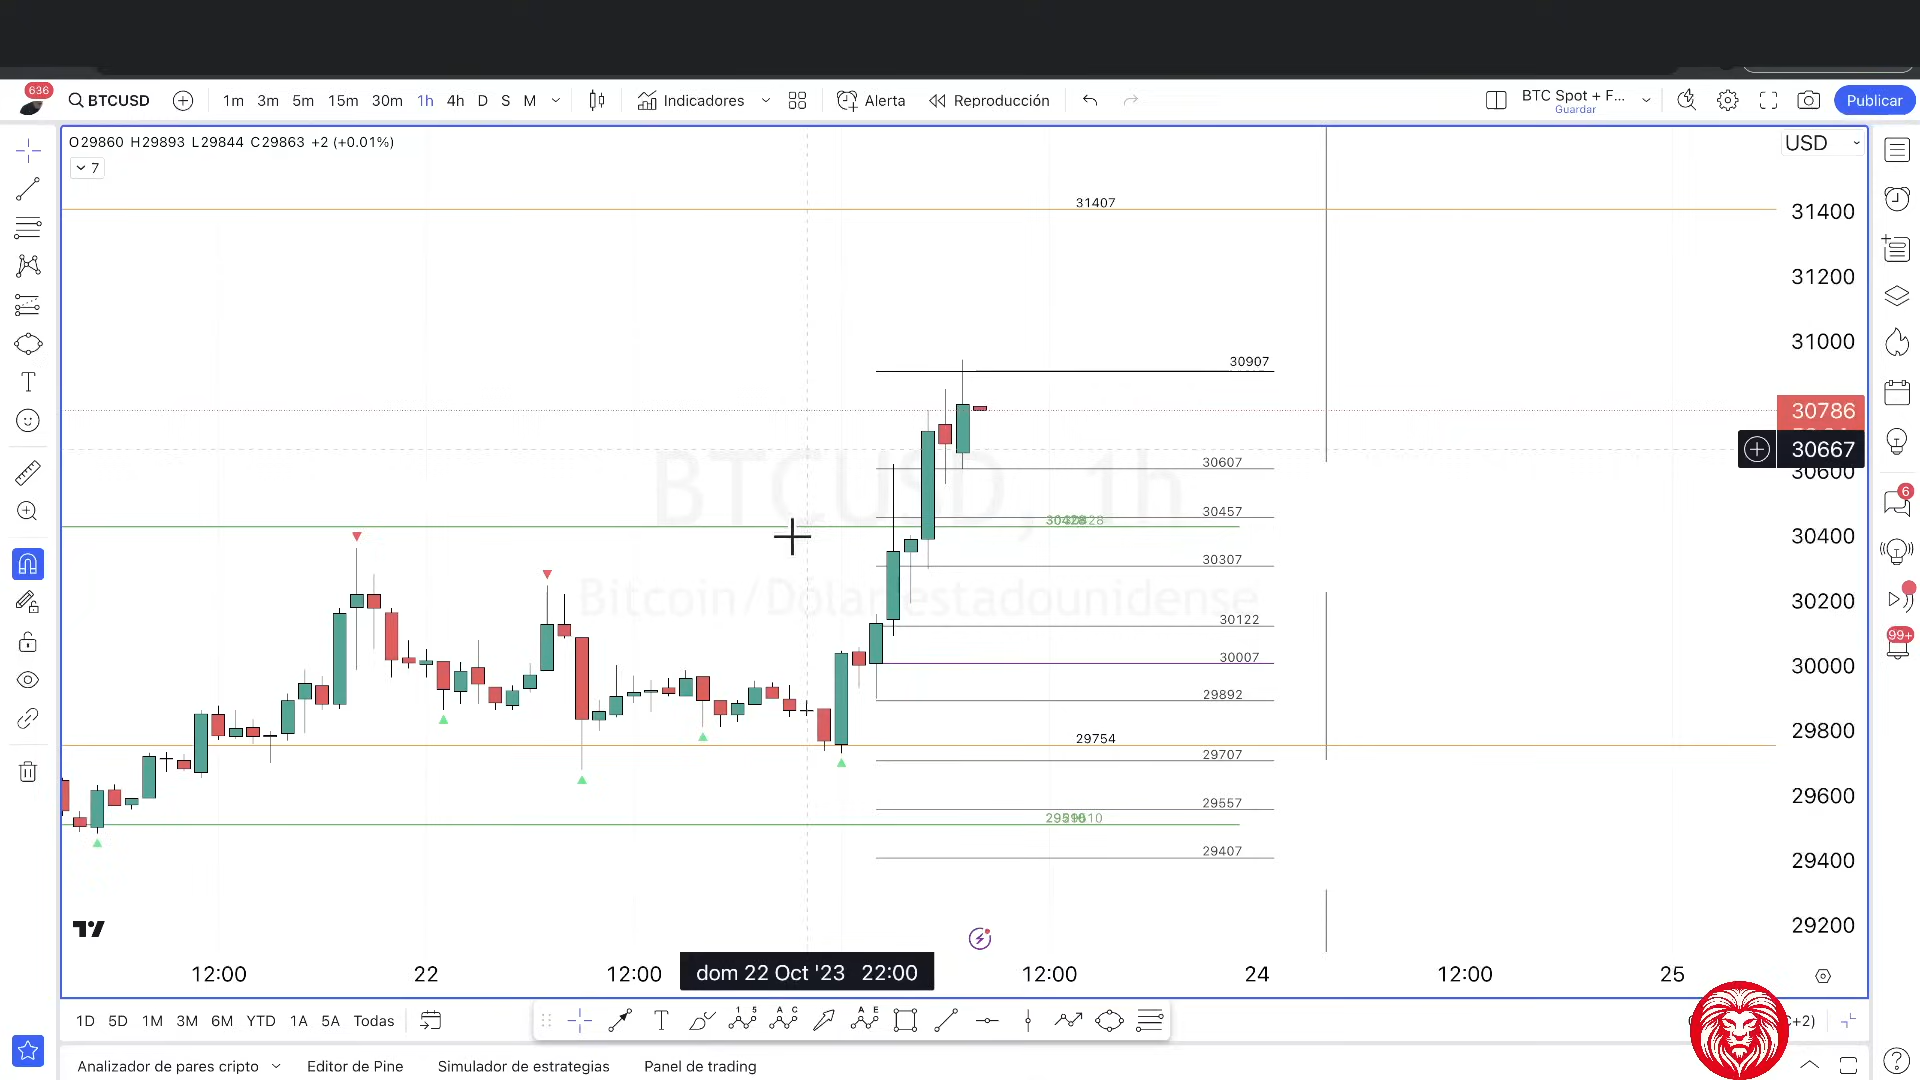 636
BTCUSD 1m 3m 5m 15m 30m 1h 4h D S M Indicadores Alerta Reproducción BTC Spot + F... Publicar
Guardar
O29860 H29893 L29844 C29863 +2 (+0.01%)
USD
7
31407
31400
31200
31000
30907
30786
30667
30607
30600
BTCUSD, 1h
30457
30428
30400
30307
Bitcoin/Dólar estadounidense
30200
30122
30007
30000
29892
29800
29754
29707
29600
29557
29407
29400
29200
6
99+
12:00 22 12:00 dom 22 Oct '23 22:00 12:00 24 12:00 25
1D 5D 1M 3M 6M YTD 1A 5A Todas
T
1 5
A C
A E
C+2)
Analizador de pares cripto Editor de Pine Simulador de estrategias Panel de trading